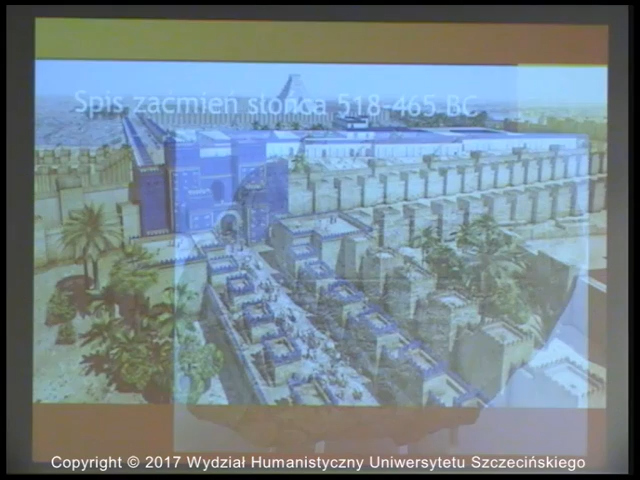 Spis zaćmień słońca 518-465 BC
Copyright © 2017 Wydział Humanistyczny Uniwersytetu Szczecińskiego